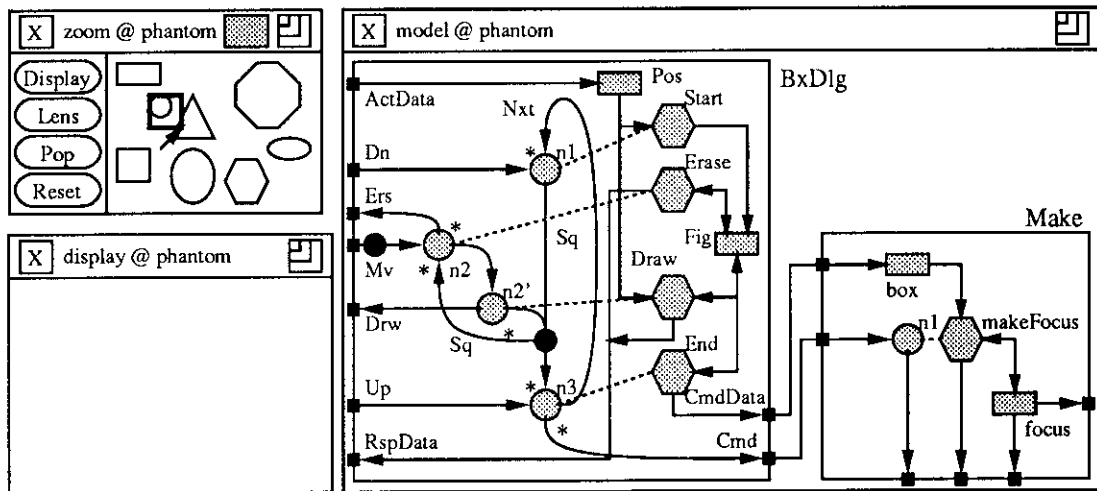 X zoom @ phantom
Display
Lens
Pop
Reset
X display @ phantom
X model @ phantom
BxDlg
ActData
Pos
Nxt
Start
Dn
* n1
Erase
Ers
*
Sq
Fig
Mv
* n2
Draw
n2'
Drw
Sq
*
End
Up
* n3
CmdData
*
RspData
Cmd
Make
box
n1
makeFocus
focus